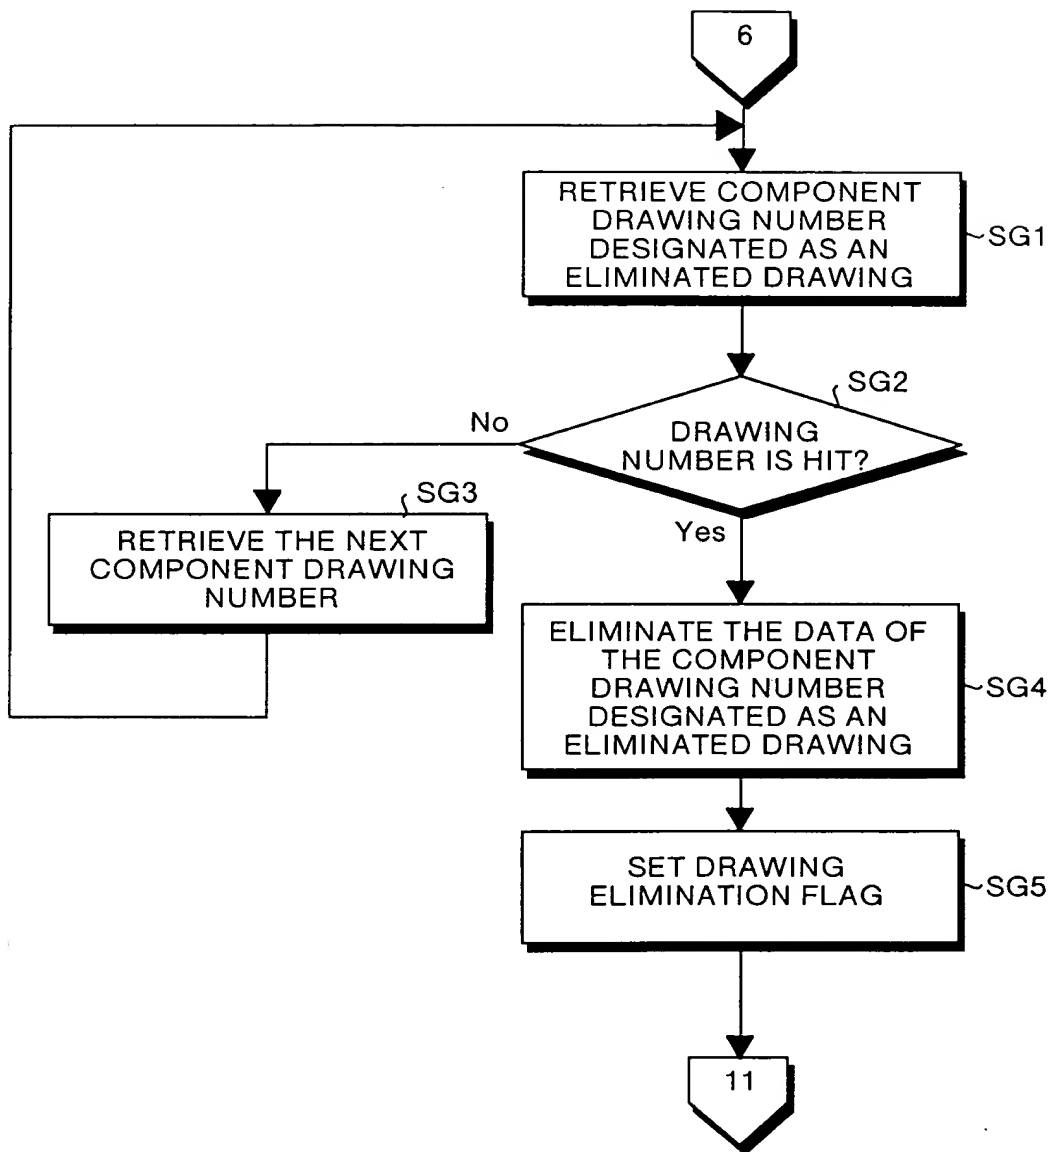 6
RETRIEVE COMPONENT
DRAWING NUMBER
DESIGNATED AS AN
ELIMINATED DRAWING
SG1
SG2
DRAWING
NUMBER IS HIT?
No
Yes
SG3
RETRIEVE THE NEXT
COMPONENT DRAWING
NUMBER
ELIMINATE THE DATA OF
THE COMPONENT
DRAWING NUMBER
DESIGNATED AS AN
ELIMINATED DRAWING
SG4
SET DRAWING
ELIMINATION FLAG
SG5
11